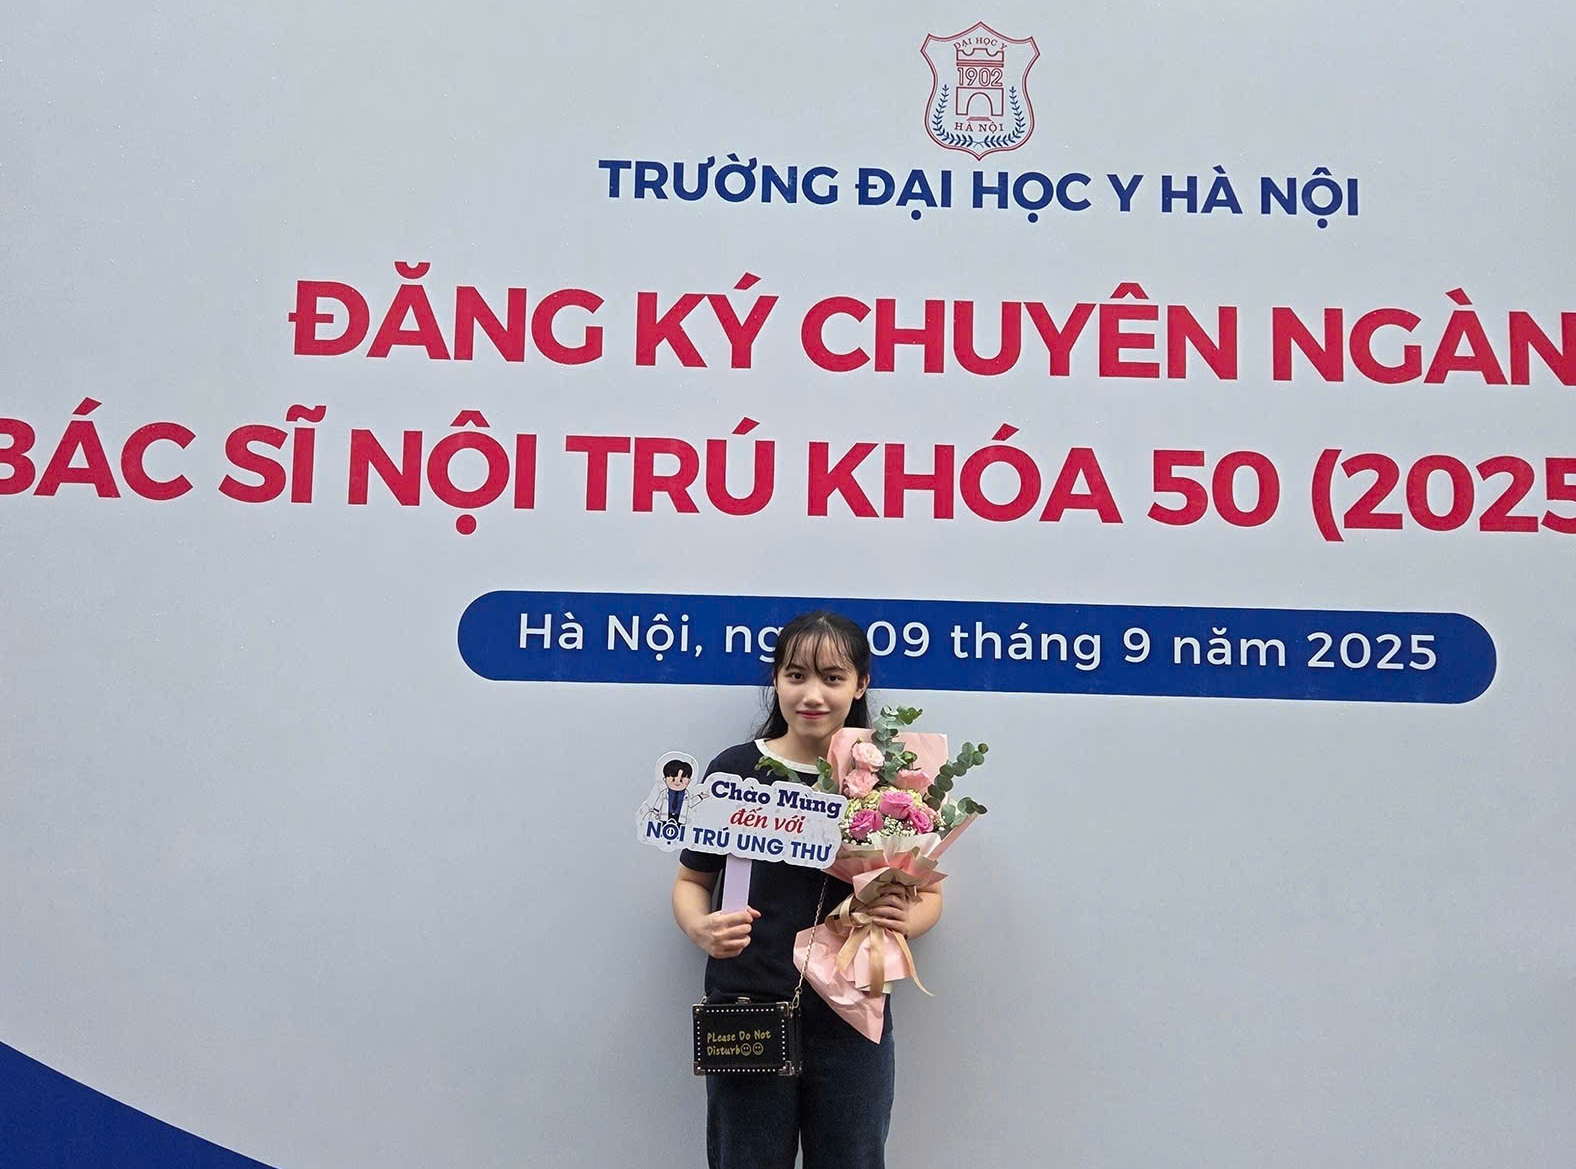 ĐẠI HỌC Y
1902
HÀ NỘI
TRƯỜNG ĐẠI HỌC Y HÀ NỘI
ĐĂNG KÝ CHUYÊN NGÀN
BÁC SĨ NỘI TRÚ KHÓA 50 (2025
Hà Nội, ng 09 tháng 9 năm 2025
Chào Mừng
đến với
NỘI TRÚ UNG THƯ
PLease Do Not
Disturb